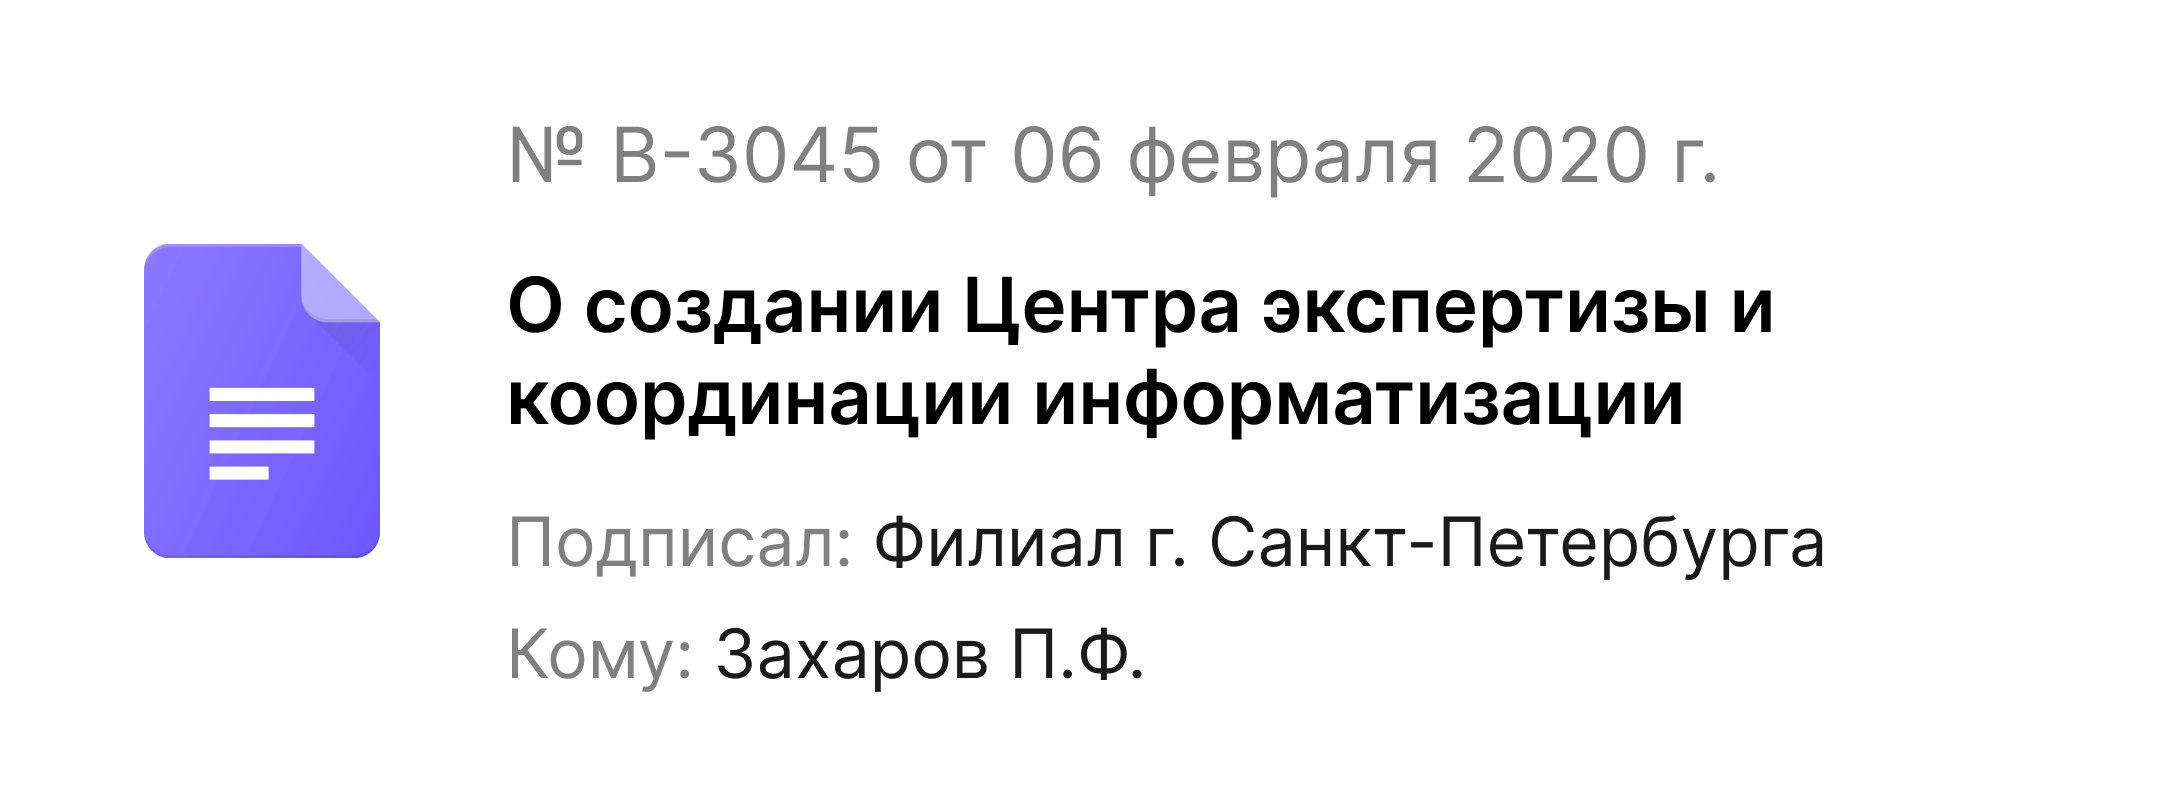 № В-3045 от 06 февраля 2020 г.
О создании Центра экспертизы и
координации информатизации
Подписал: Филиал г. Санкт-Петербурга
Кому: Захаров П.Ф.